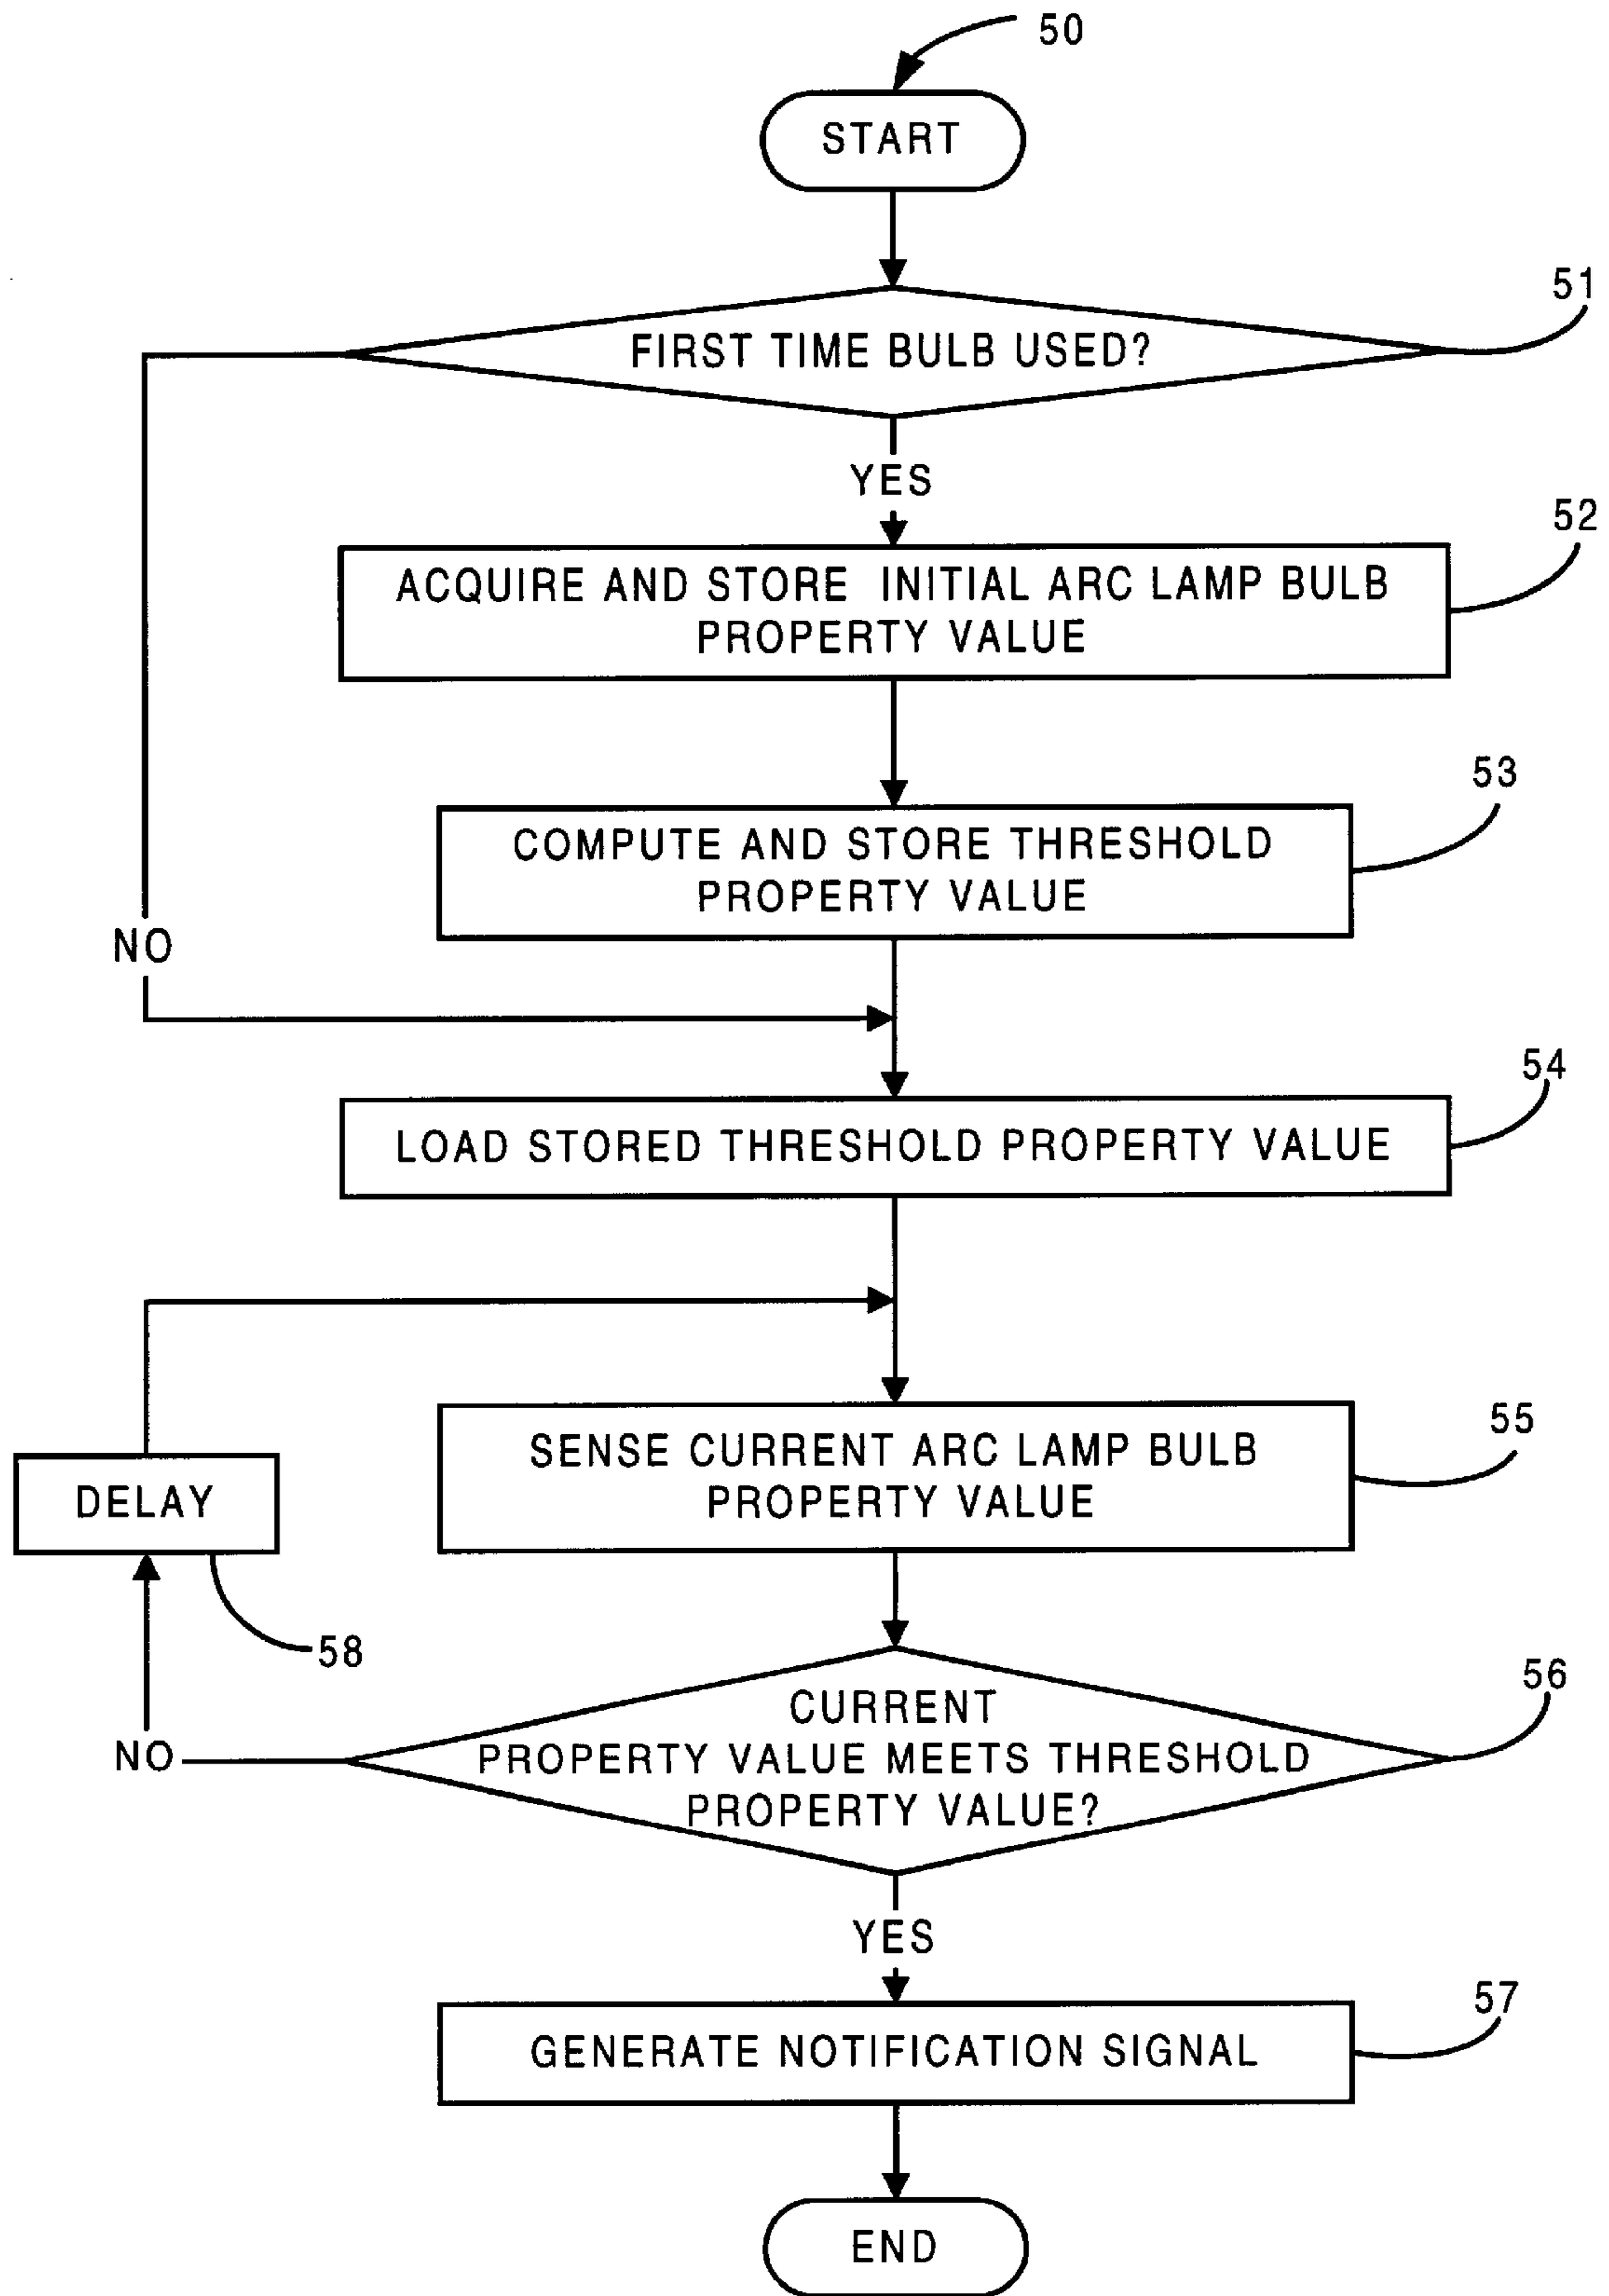 50
START
51
FIRST TIME BULB USED?
YES
52
ACQUIRE AND STORE INITIAL ARC LAMP BULB
PROPERTY VALUE
53
COMPUTE AND STORE THRESHOLD
PROPERTY VALUE
NO
54
LOAD STORED THRESHOLD PROPERTY VALUE
55
SENSE CURRENT ARC LAMP BULB
PROPERTY VALUE
DELAY
58
56
CURRENT
PROPERTY VALUE MEETS THRESHOLD
PROPERTY VALUE?
NO
YES
57
GENERATE NOTIFICATION SIGNAL
END